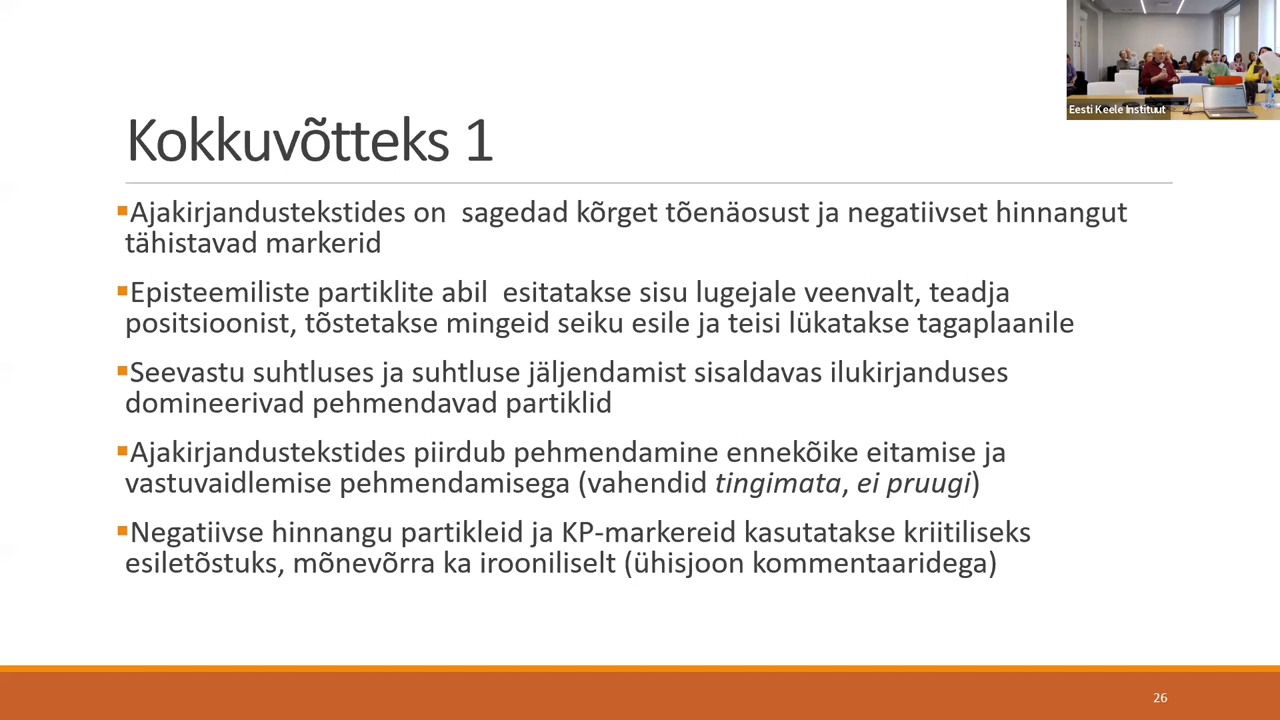 Eesti Keele Instituut
Kokkuvõtteks 1
▪Ajakirjandustekstides on sagedad kõrget tõenäosust ja negatiivset hinnangut
tähistavad markerid
▪Episteemiliste partiklite abil esitatakse sisu lugejale veenvalt, teadja
positsioonist, tõstetakse mingeid seiku esile ja teisi lükatakse tagaplaanile
▪Seevastu suhtluses ja suhtluse jäljendamist sisaldavas ilukirjanduses
domineerivad pehmendavad partiklid
▪Ajakirjandustekstides piirdub pehmendamine ennekõike eitamise ja
vastuvaidlemise pehmendamisega (vahendid tingimata, ei pruugi)
▪Negatiivse hinnangu partikleid ja KP-markereid kasutatakse kriitiliseks
esiletõstuks, mõnevõrra ka irooniliselt (ühisjoon kommentaaridega)
26